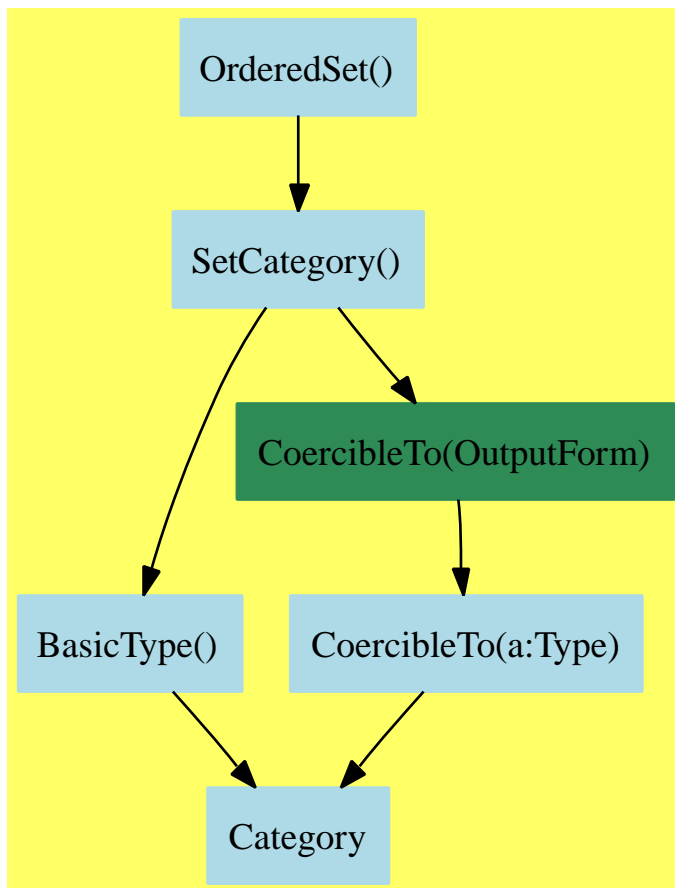 OrderedSet()
SetCategory()
CoercibleTo(OutputForm)
BasicType()
CoercibleTo(a:Type)
Category